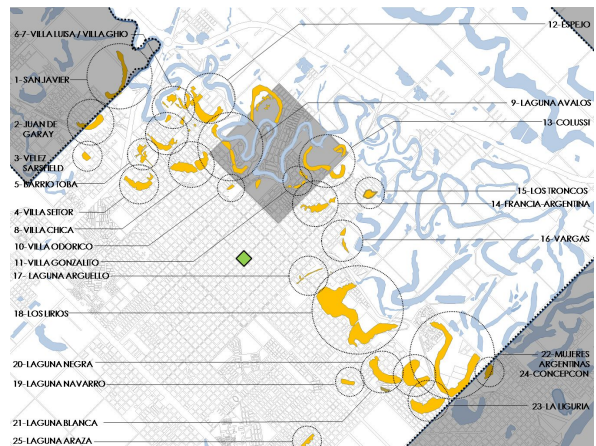 6-7-VILLA LUISA / VILLA GHIO
12-ESPEJO
1-SAN JAVIER
9-LAGUNA AVALOS
2-JUAN DE
GARAY
13-COLUSSI
3-VELEZ
SARSFIELD
5-BARRIO TOBA
15-LOS TRONCOS
14-FRANCIA-ARGENTINA
4-VILLA SEITOR
8-VILLA CHICA
16-VARGAS
10-VILLA ODORICO
11-VILLA GONZALITO
17- LAGUNA ARGUELLO
18-LOS LIRIOS
20-LAGUNA NEGRA
22-MUJERES
ARGENTINAS
24-CONCEPCON
19-LAGUNA NAVARRO
23-LA LIGURIA
21-LAGUNA BLANCA
25-LAGUNA ARAZA